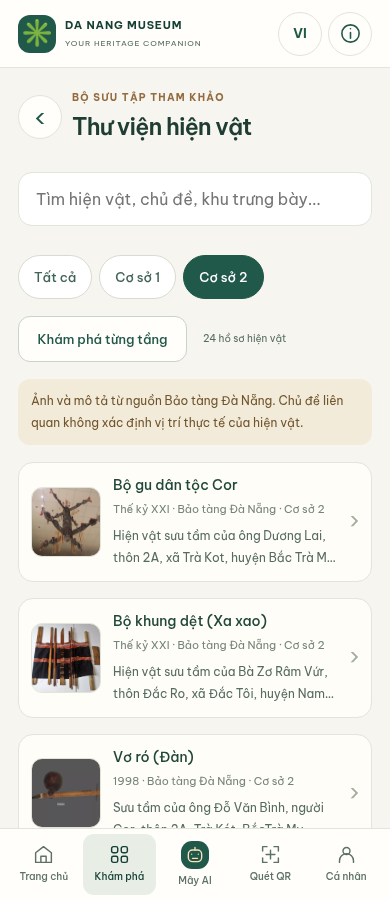 DA NANG MUSEUM
YOUR HERITAGE COMPANION
VI
BỘ SƯU TẬP THAM KHẢO
Thư viện hiện vật
Tìm hiện vật, chủ đề, khu trưng bày...
Tất cả
Cơ sở 1
Cơ sở 2
Khám phá từng tầng
24 hồ sơ hiện vật
Ảnh và mô tả từ nguồn Bảo tàng Đà Nẵng. Chủ đề liên
quan không xác định vị trí thực tế của hiện vật.
Bộ gu dân tộc Cor
Thế kỷ XXI · Bảo tàng Đà Nẵng · Cơ sở 2
Hiện vật sưu tầm của ông Dương Lai,
thôn 2A, xã Trà Kot, huyện Bắc Trà M...
Bộ khung dệt (Xa xao)
Thế kỷ XXI · Bảo tàng Đà Nẵng · Cơ sở 2
Hiện vật sưu tầm của Bà Zơ Râm Vứr,
thôn Đắc Ro, xã Đắc Tôi, huyện Nam...
Vơ ró (Đàn)
1998 · Bảo tàng Đà Nẵng · Cơ sở 2
Sưu tầm của ông Đỗ Văn Bình, người
Trang chủ
Khám phá
Mây AI
Quét QR
Cá nhân